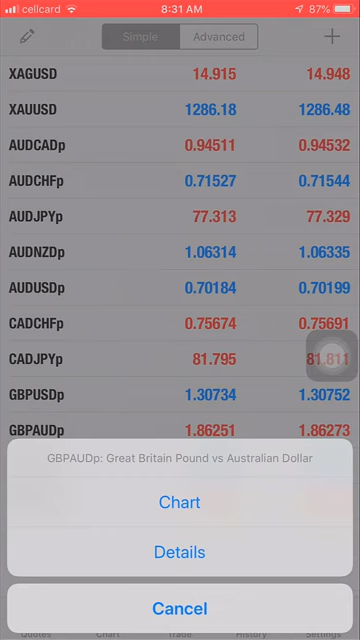 cellcard 8:31 AM 87%
Simple Advanced
XAGUSD 14.915 14.948
XAUUSD 1286.18 1286.48
AUDCADp 0.94511 0.94532
AUDCHFp 0.71527 0.71544
AUDJPYp 77.313 77.329
AUDNZDp 1.06314 1.06335
AUDUSDp 0.70184 0.70199
CADCHFp 0.75674 0.75691
CADJPYp 81.795 81.811
GBPUSDp 1.30734 1.30752
GBPAUDp 1.86251 1.86273
GBPAUDp: Great Britain Pound vs Australian Dollar
Chart
Details
Cancel
Quotes Chart Trade History Settings